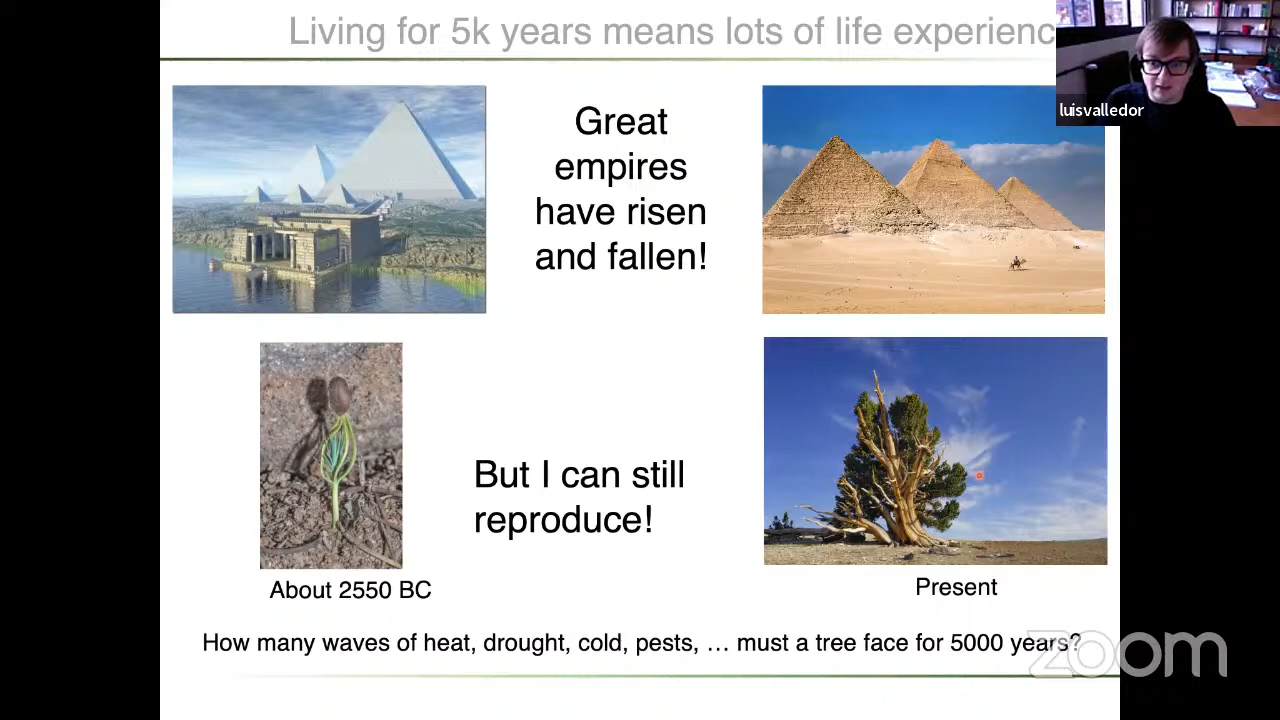 Living for 5k years means lots of life experienc
luisvalledor
Great
empires
have risen
and fallen!
But I can still
reproduce!
About 2550 BC
Present
How many waves of heat, drought, cold, pests, … must a tree face for 5000 years?
zoom